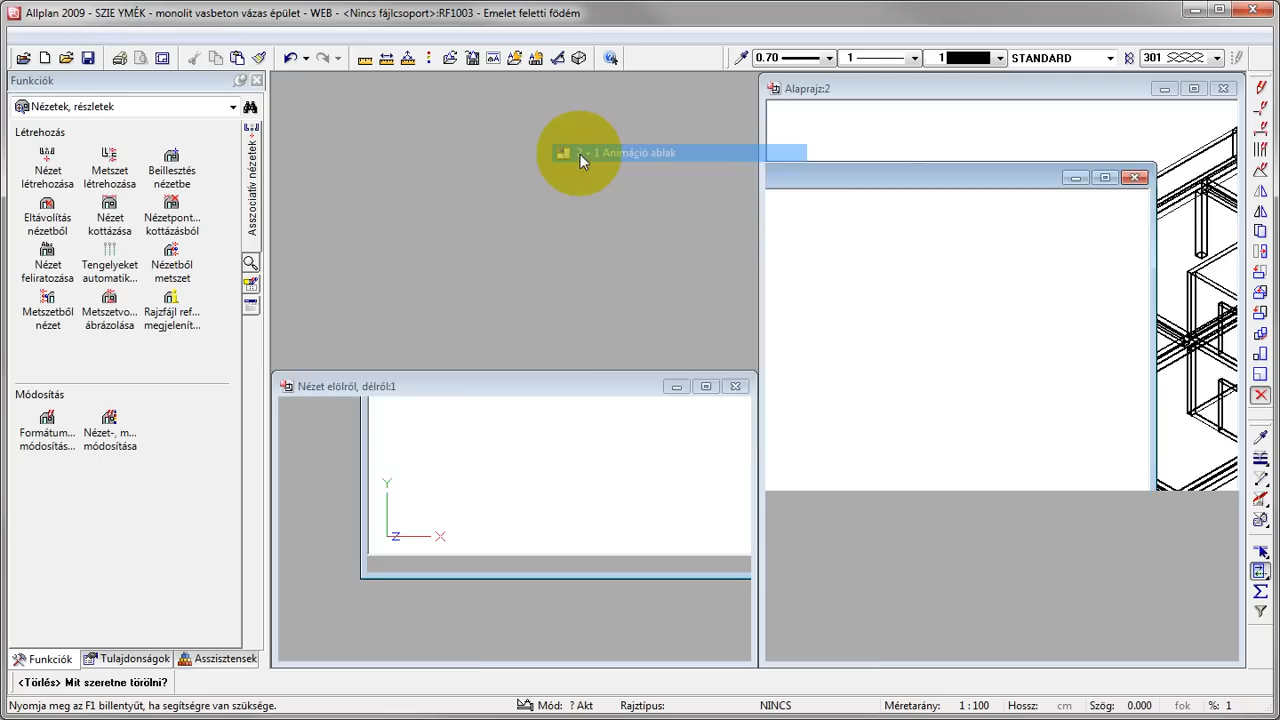 Allplan 2009 - SZIE YMÉK - monolit vasbeton vázas épület - WEB - <Nincs fájlcsoport>:RF1003 - Emelet feletti födém
0.70
1
1
STANDARD
301
Funkciók
Nézetek, részletek
Létrehozás
Nézet létrehozása
Metszet létrehozása
Beillesztés nézetbe
Eltávolítás nézetből
Nézet kottázása
Nézetpont... kottázásból
Nézet feliratozása
Tengelyeket automatik...
Nézetből metszet
Metszetből nézet
Metszetvo... ábrázolása
Rajzfájl ref... megjelenít...
Módosítás
Formátum... módosítás...
Nézet-, m... módosítása
Asszociatív nézetek
+ 1 Animáció ablak
Alaprajz:2
Nézet elölről, délről:1
Y
Z
X
Funkciók
Tulajdonságok
Asszisztensek
<Törlés> Mit szeretne törölni?
Nyomja meg az F1 billentyűt, ha segítségre van szüksége.
Mód: ? Akt
Rajztípus:
NINCS
Méretarány:
1 : 100
Hossz:
cm
Szög:
0.000
fok
%: 1